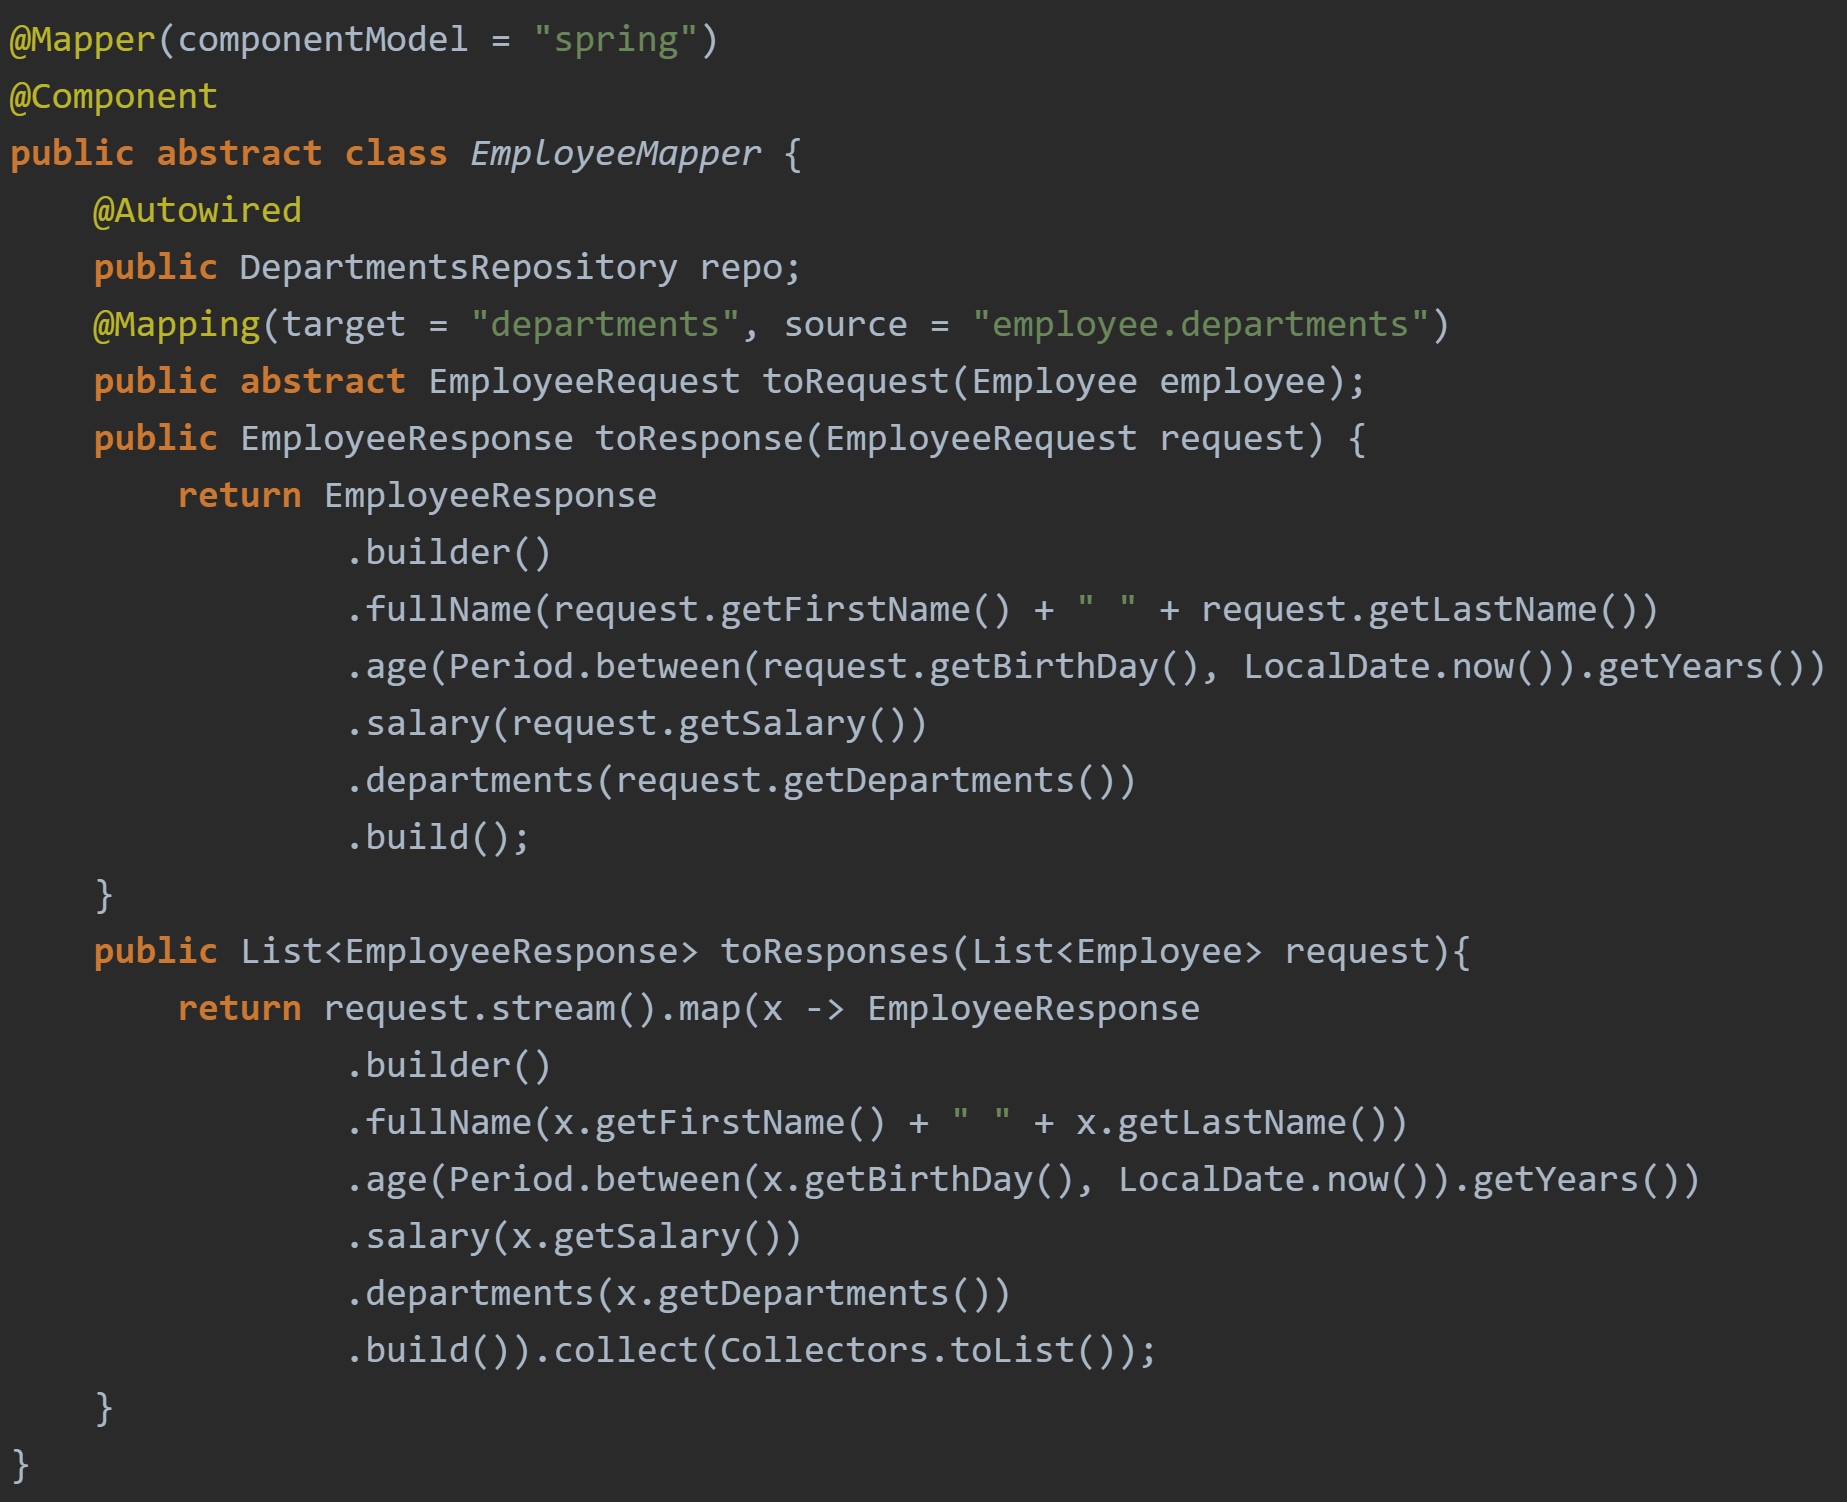 @Mapper(componentModel = "spring")
@Component
public abstract class EmployeeMapper {
    @Autowired
    public DepartmentsRepository repo;
    @Mapping(target = "departments", source = "employee.departments")
    public abstract EmployeeRequest toRequest(Employee employee);
    public EmployeeResponse toResponse(EmployeeRequest request) {
        return EmployeeResponse
                .builder()
                .fullName(request.getFirstName() + " " + request.getLastName())
                .age(Period.between(request.getBirthDay(), LocalDate.now()).getYears())
                .salary(request.getSalary())
                .departments(request.getDepartments())
                .build();
    }
    public List<EmployeeResponse> toResponses(List<Employee> request){
        return request.stream().map(x -> EmployeeResponse
                .builder()
                .fullName(x.getFirstName() + " " + x.getLastName())
                .age(Period.between(x.getBirthDay(), LocalDate.now()).getYears())
                .salary(x.getSalary())
                .departments(x.getDepartments())
                .build()).collect(Collectors.toList());
    }
}